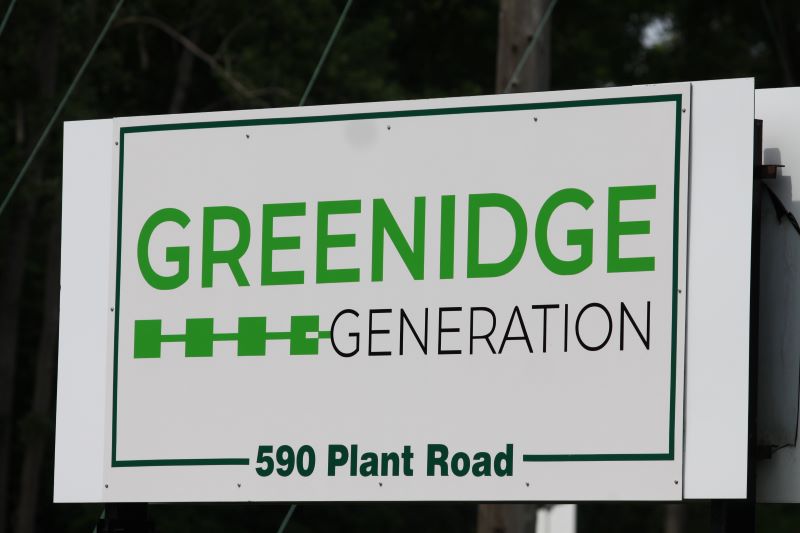 GREENIDGE
GENERATION
590 Plant Road